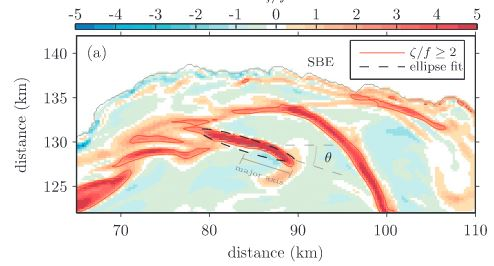 -5 -4 -3 -2 -1 0 1 2 3 4 5
(a)
SBE
ζ/f ≥ 2
ellipse fit
140
135
130
125
distance (km)
major axis
θ
70 80 90 100 110
distance (km)